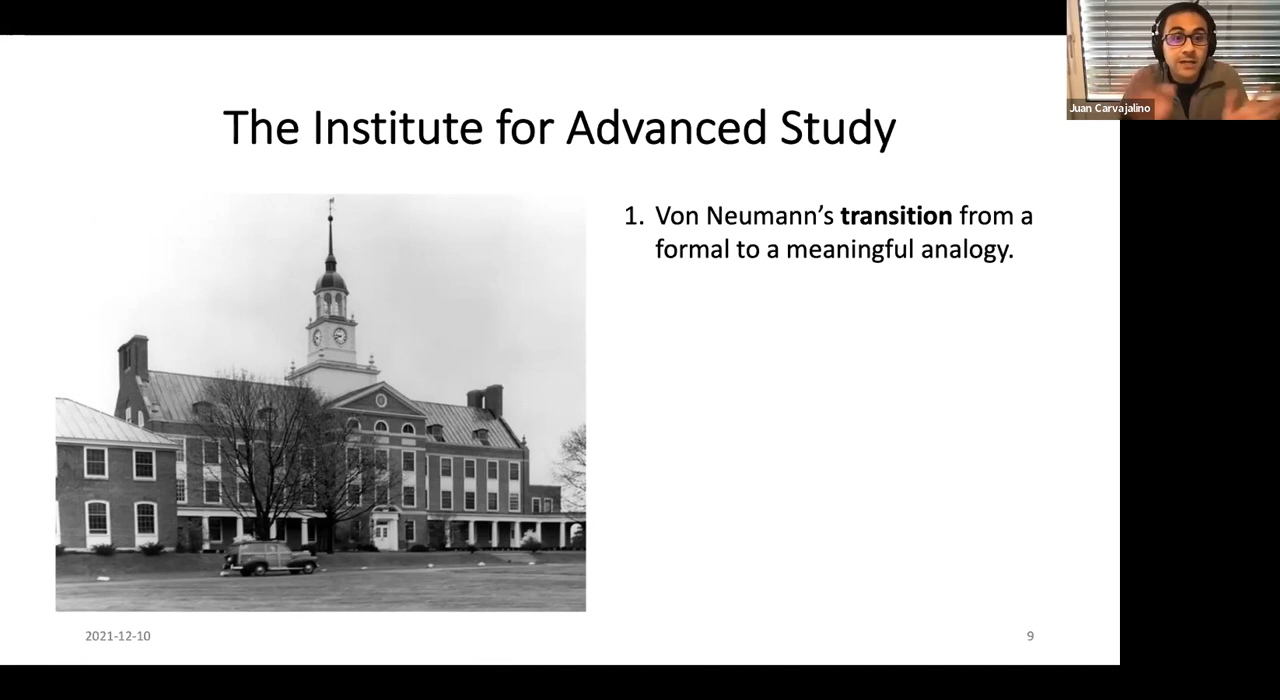 Juan Carvajalino
The Institute for Advanced Study
1. Von Neumann’s transition from a
formal to a meaningful analogy.
2021-12-10
9